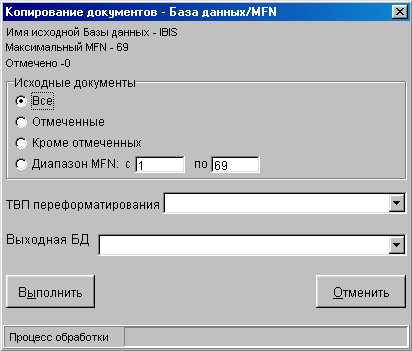 Копирование документов - База данных/MFN
Имя исходной Базы данных - IBIS
Максимальный MFN - 69
Отмечено -0
Исходные документы
Все
Отмеченные
Кроме отмеченных
Диапазон MFN: с 1 по 69
ТВП переформатирования
Выходная БД
Выполнить Отменить
Процесс обработки